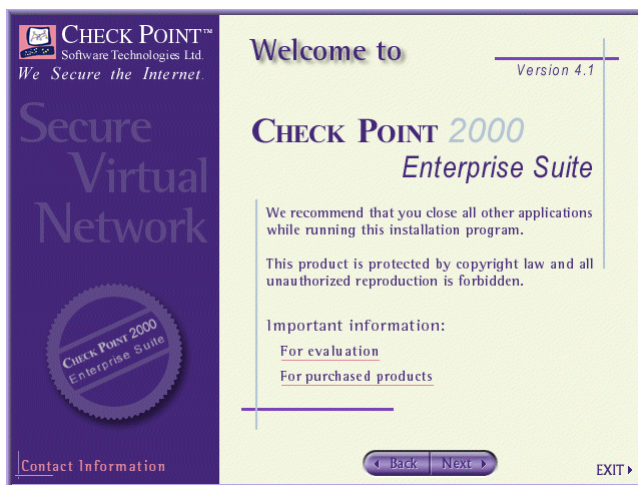 CHECK POINT™
Software Technologies Ltd.
We Secure the Internet.
Secure
Virtual
Network
CHECK POINT 2000
Enterprise Suite
Contact Information
Welcome to
Version 4.1
CHECK POINT 2000
Enterprise Suite
We recommend that you close all other applications
while running this installation program.
This product is protected by copyright law and all
unauthorized reproduction is forbidden.
Important information:
For evaluation
For purchased products
Back
Next
EXIT